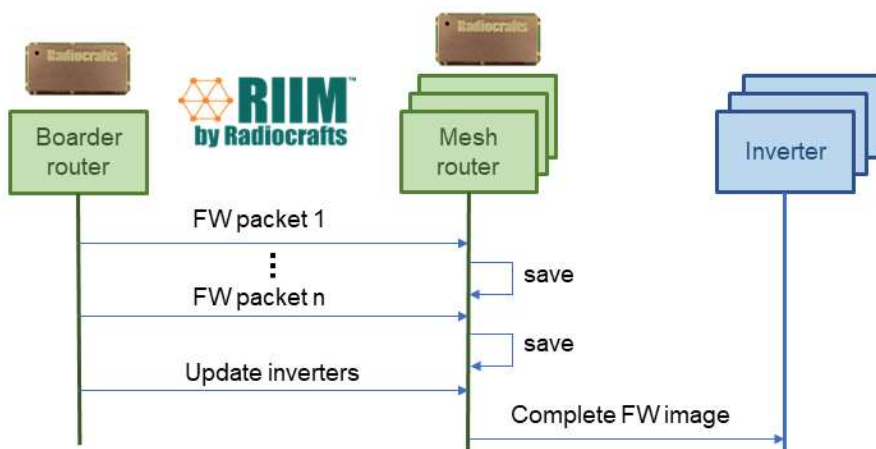 Radiocrafts
Radiocrafts
RIIM™
by Radiocrafts
Boarder
router
Mesh
router
Inverter
FW packet 1
⋮
save
FW packet n
save
Update inverters
Complete FW image